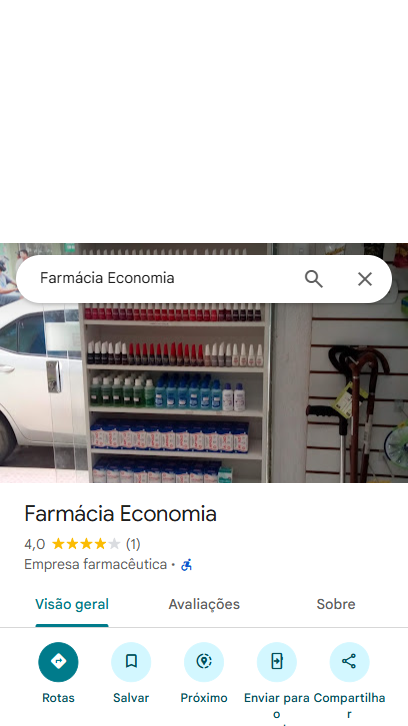 Farmácia Economia
Farmácia Economia
4,0 (1)
Empresa farmacêutica ·
Visão geral Avaliações Sobre
Rotas Salvar Próximo Enviar para o Compartilhar